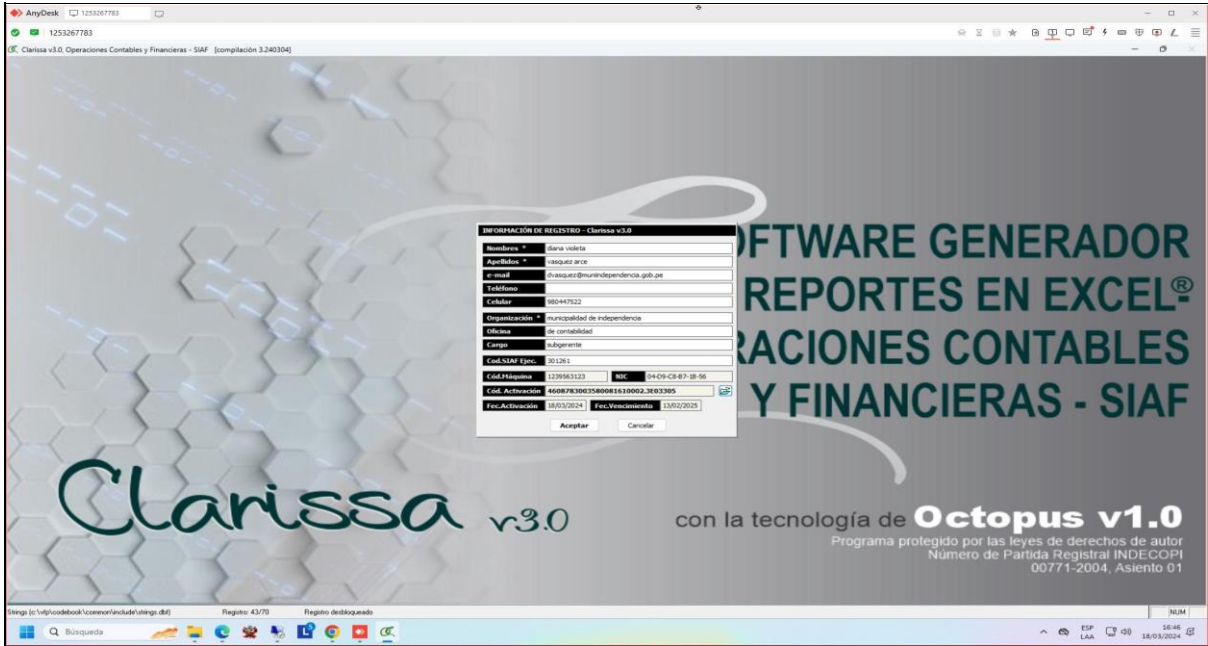 AnyDesk 1253267783
1253267783
Clarissa v3.0, Operaciones Contables y Financieras - SIAF [compilación 3.240304]
INFORMACIÓN DE REGISTRO - Clarissa v3.0
Nombres * diana violeta
Apellidos * vasquez arce
e-mail dvasquez@munindependencia.gob.pe
Teléfono
Celular 980447522
Organización * municipalidad de independencia
Oficina de contabilidad
Cargo subgerente
Cod.SIAF Ejec. 301261
Cód.Máquina 1239563123 NIC 04-D9-C8-B7-1B-56
Cód. Activación 4608783003580081610002.3E03305
Fec.Activación 18/03/2024 Fec.Vencimiento 13/02/2025
Aceptar Cancelar
OFTWARE GENERADOR
REPORTES EN EXCEL®
RACIONES CONTABLES
Y FINANCIERAS - SIAF
Clarissa v3.0
con la tecnología de Octopus v1.0
Programa protegido por las leyes de derechos de autor
Número de Partida Registral INDECOPI
00771-2004, Asiento 01
Strings (c:\vfp\codebook\common\include\strings.dbf) Registro: 43/70 Registro desbloqueado NUM
Búsqueda
ESP
LAA
16:46
18/03/2024